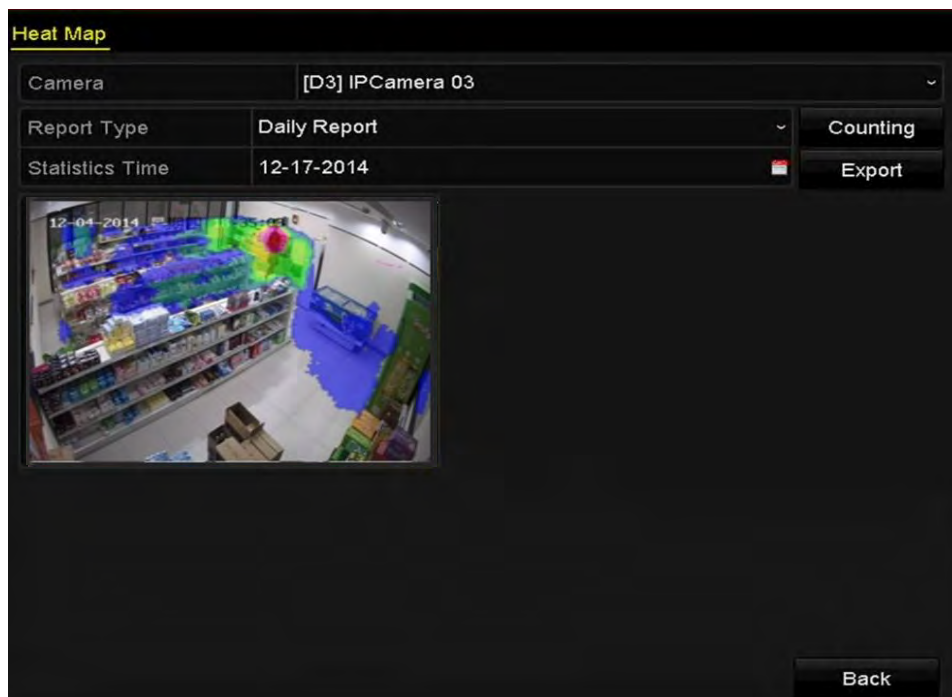 Heat Map
Camera [D3] IPCamera 03
Report Type Daily Report Counting
Statistics Time 12-17-2014 Export
12-04-2014
Back